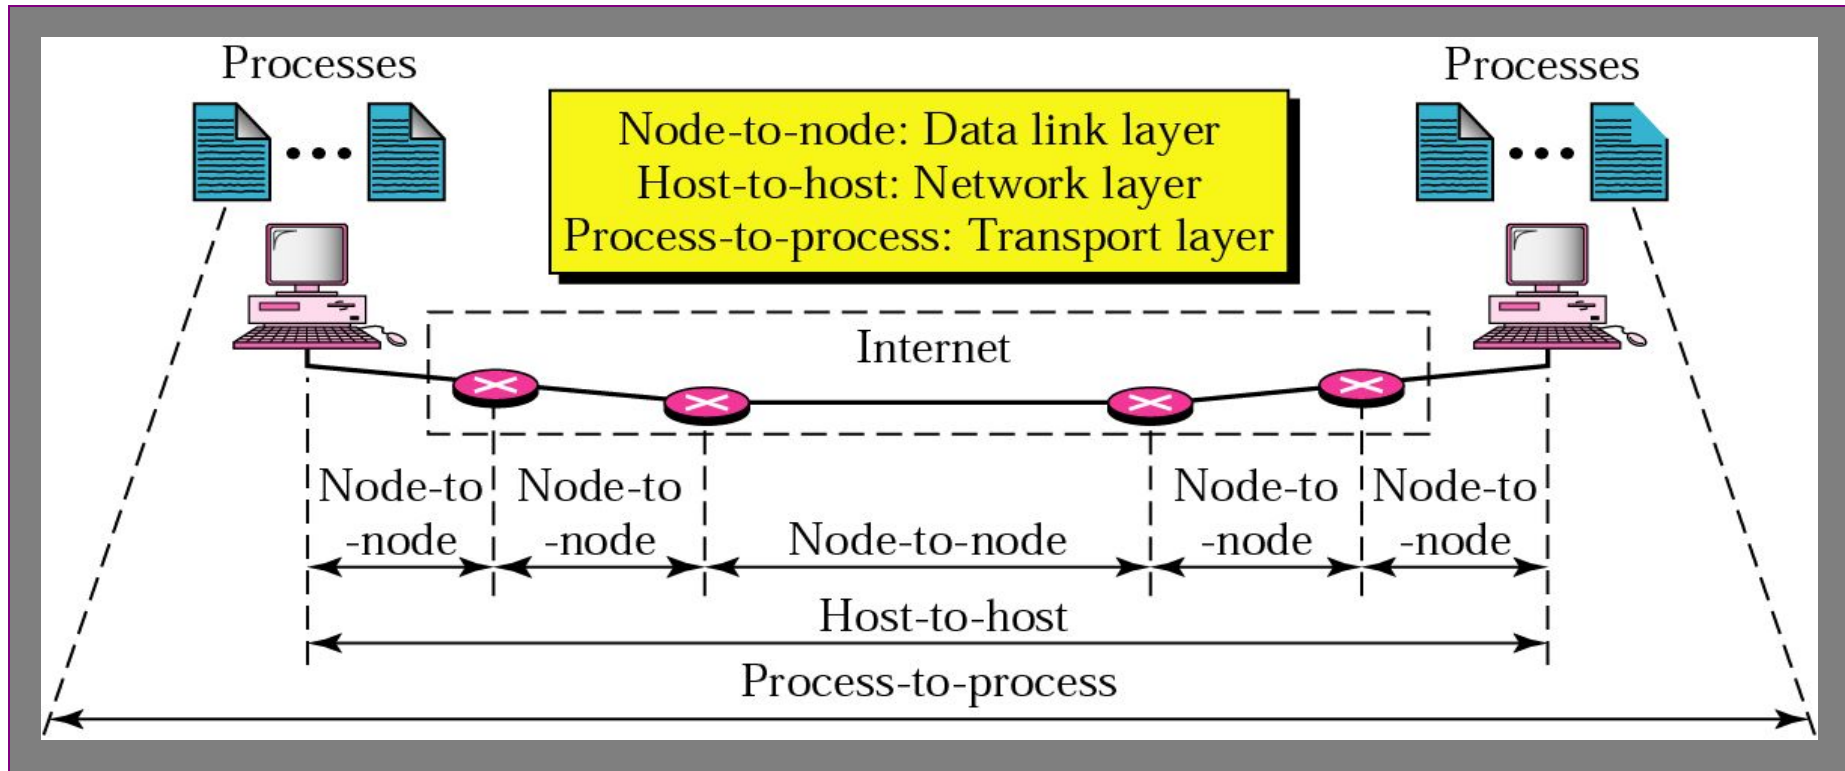 Processes
Processes
Node-to-node: Data link layer
Host-to-host: Network layer
Process-to-process: Transport layer
Internet
Node-to
-node
Node-to
-node
Node-to-node
Node-to
-node
Node-to
-node
Host-to-host
Process-to-process